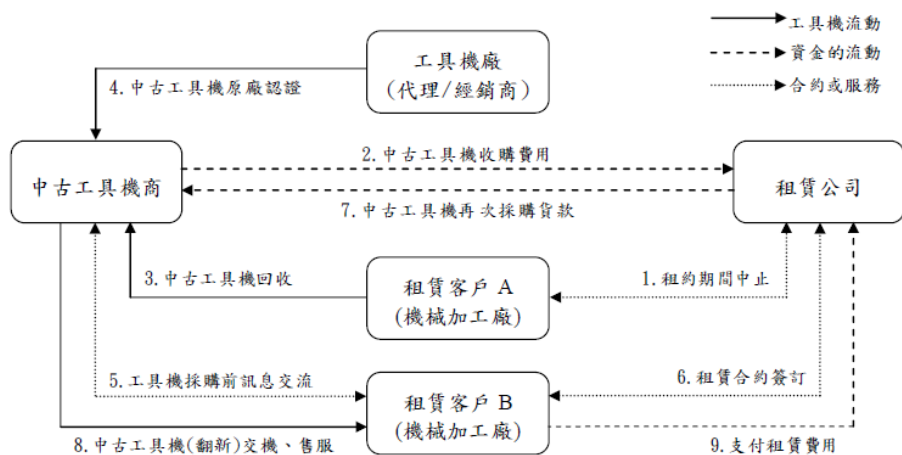 工具機流動
資金的流動
合約或服務
工具機廠
(代理/經銷商)
4.中古工具機原廠認證
2.中古工具機收購費用
中古工具機商
租賃公司
7.中古工具機再次採購貨款
3.中古工具機回收
租賃客戶 A
(機械加工廠)
1.租約期間中止
5.工具機採購前訊息交流
租賃客戶 B
(機械加工廠)
6.租賃合約簽訂
8.中古工具機(翻新)交機、售服
9.支付租賃費用